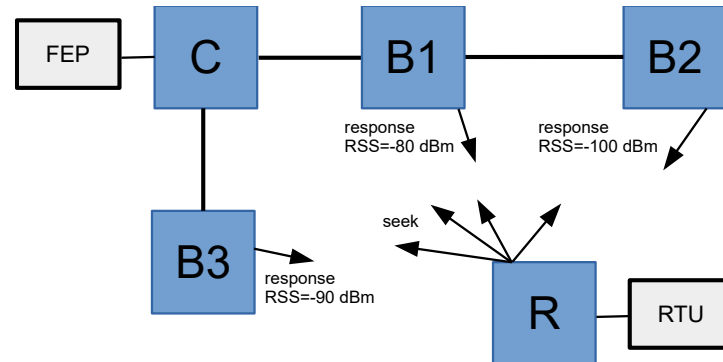 FEP
C
B1
B2
response
RSS=-80 dBm
response
RSS=-100 dBm
seek
B3
response
RSS=-90 dBm
R
RTU